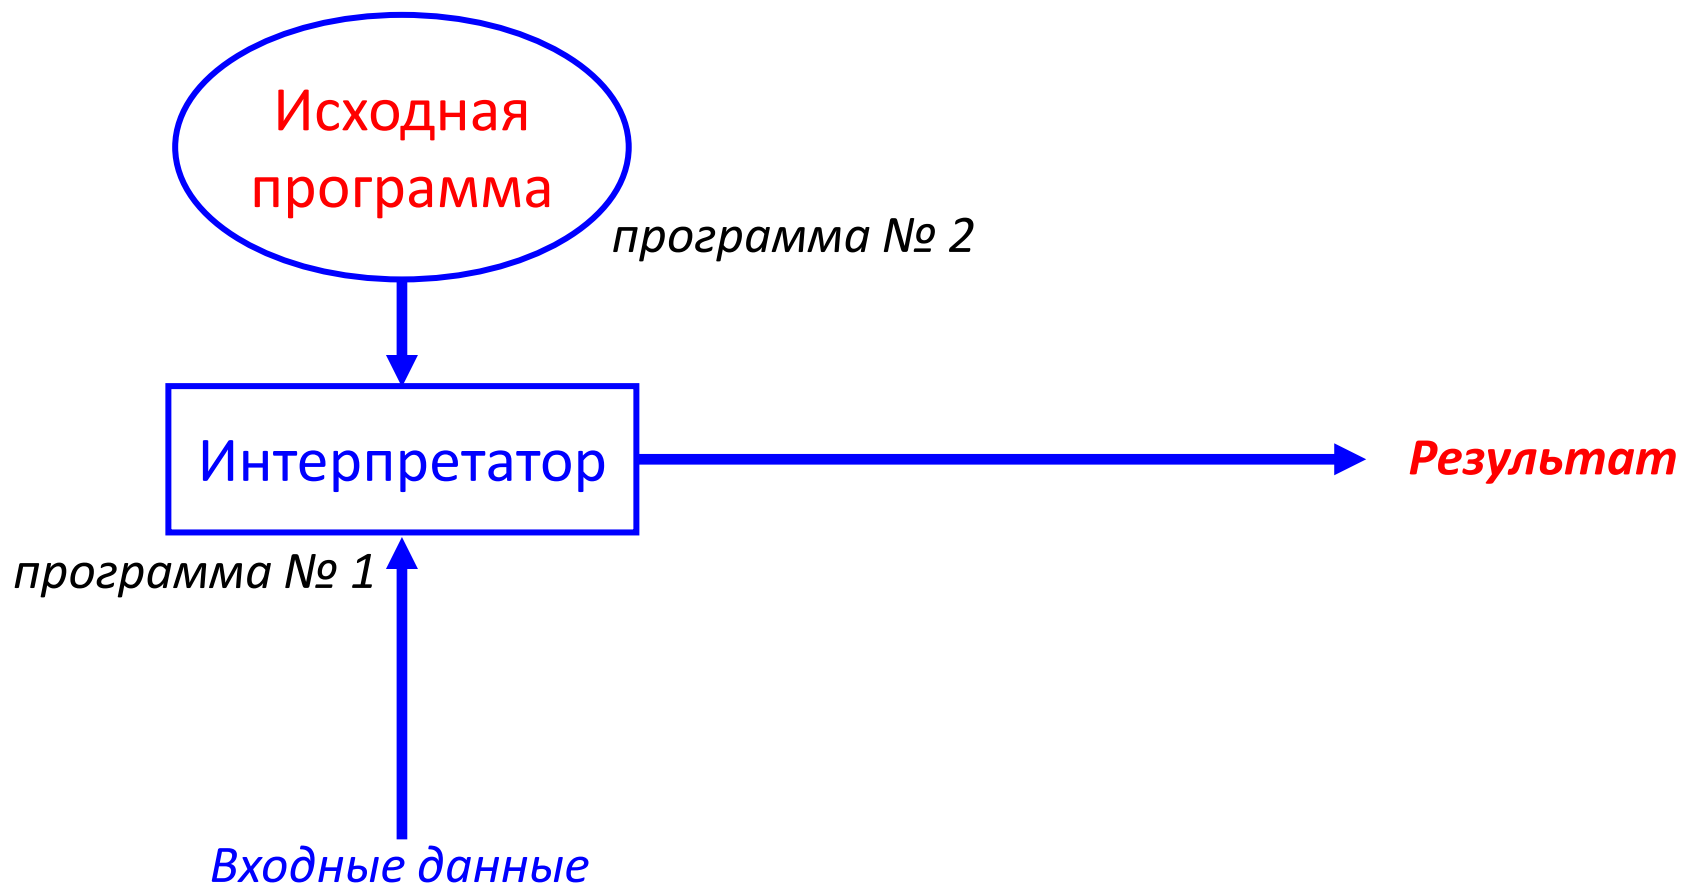 Исходная
программа
программа № 2
Интерпретатор
Результат
программа № 1
Входные данные